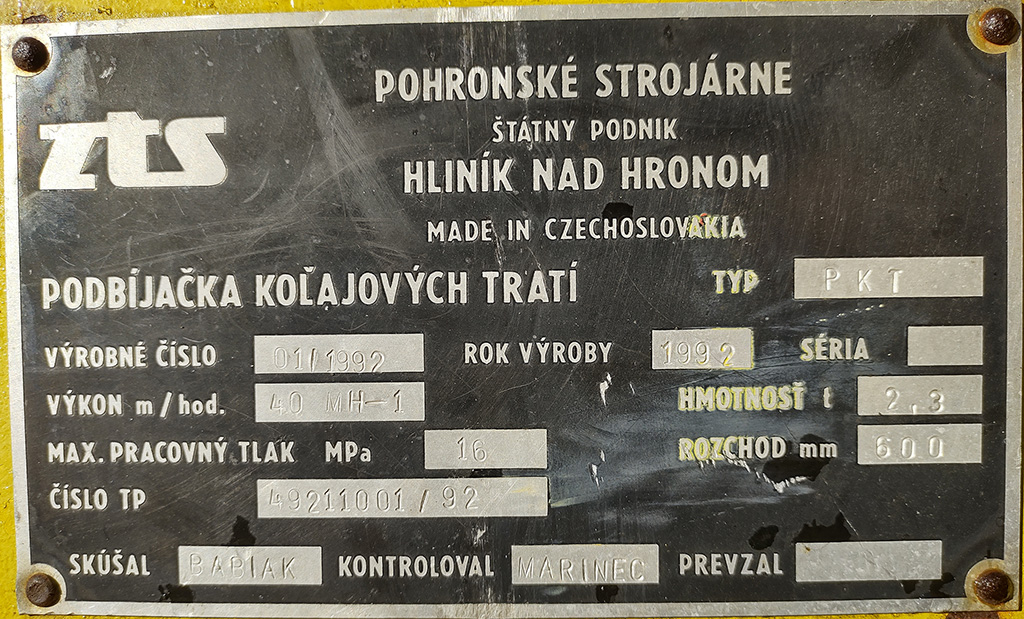 zts
POHRONSKÉ STROJÁRNE
ŠTÁTNY PODNIK
HLINÍK NAD HRONOM
MADE IN CZECHOSLOVAKIA
PODBÍJAČKA KOĽAJOVÝCH TRATÍ TYP PKT
VÝROBNÉ ČÍSLO 01/1992 ROK VÝROBY 1992 SÉRIA
VÝKON m/hod. 40 MH-1 HMOTNOSŤ t 2,3
MAX. PRACOVNÝ TLAK MPa 16 ROZCHOD mm 600
ČÍSLO TP 49211001/92
SKÚŠAL BABIAK KONTROLOVAL MARINEC PREVZAL